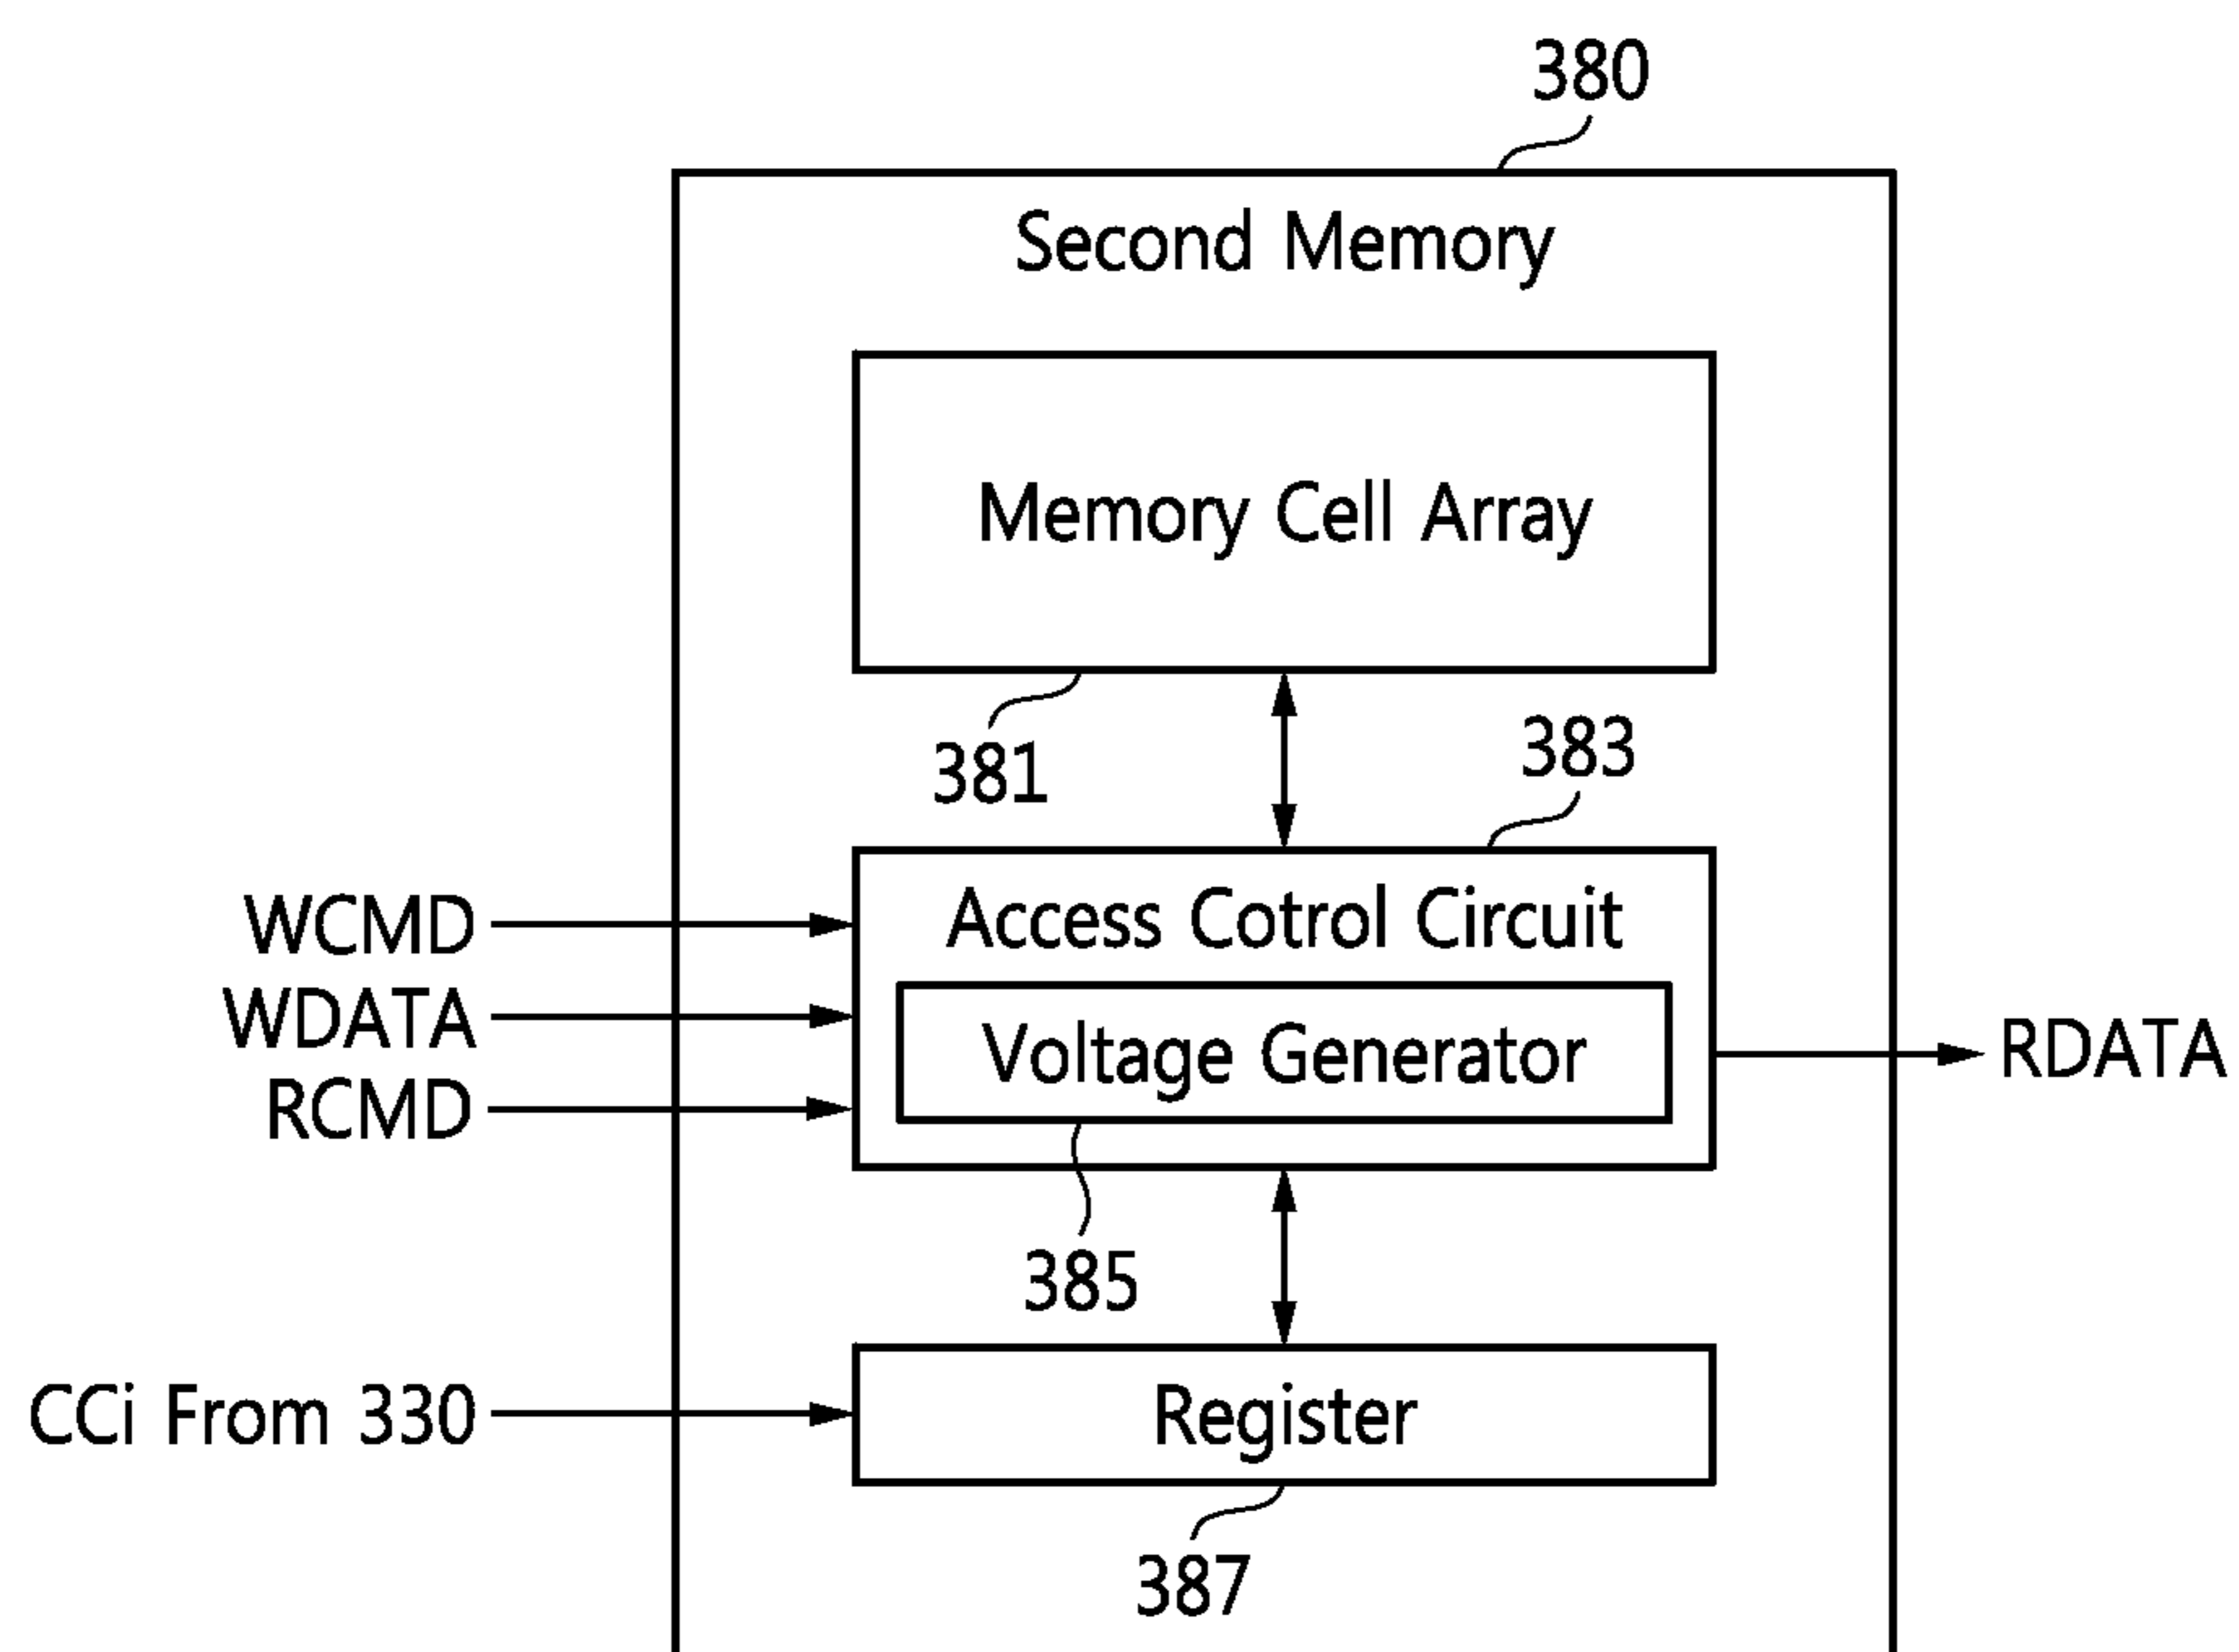 380
Second Memory
Memory Cell Array
381
383
WCMD
WDATA
RCMD
Access Cotrol Circuit
Voltage Generator
RDATA
385
CCi From 330
Register
387